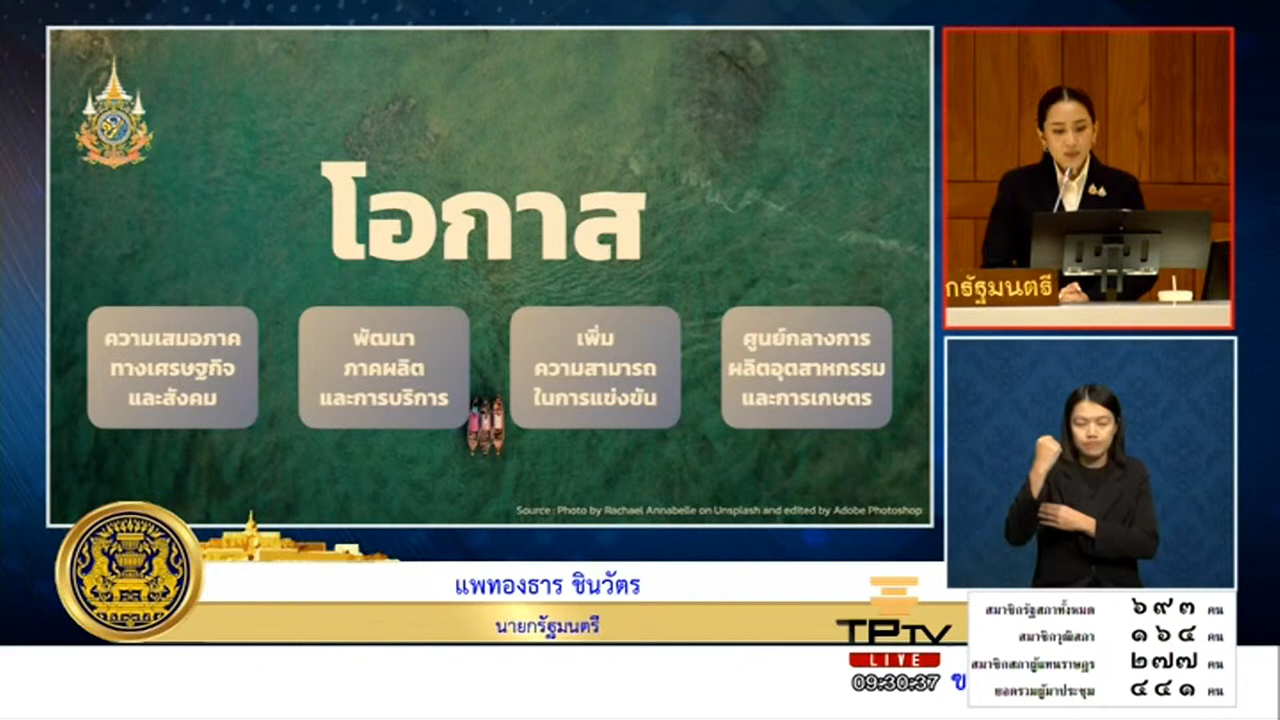 โอกาส
ความเสมอภาค
ทางเศรษฐกิจ
และสังคม
พัฒนา
ภาคผลิต
และการบริการ
เพิ่ม
ความสามารถ
ในการแข่งขัน
ศูนย์กลางการ
ผลิตอุตสาหกรรม
และการเกษตร
Source : Photo by Rachael Annabelle on Unsplash and edited by Adobe Photoshop
กรัฐมนตรี
แพทองธาร ชินวัตร
นายกรัฐมนตรี
TPTV
LIVE
09:30:37
ข
สมาชิกรัฐสภาทั้งหมด ๖๙๓ คน
สมาชิกวุฒิสภา ๑๖๔ คน
สมาชิกสภาผู้แทนราษฎร ๒๗๗ คน
ยอดรวมผู้มาประชุม ๔๔๑ คน